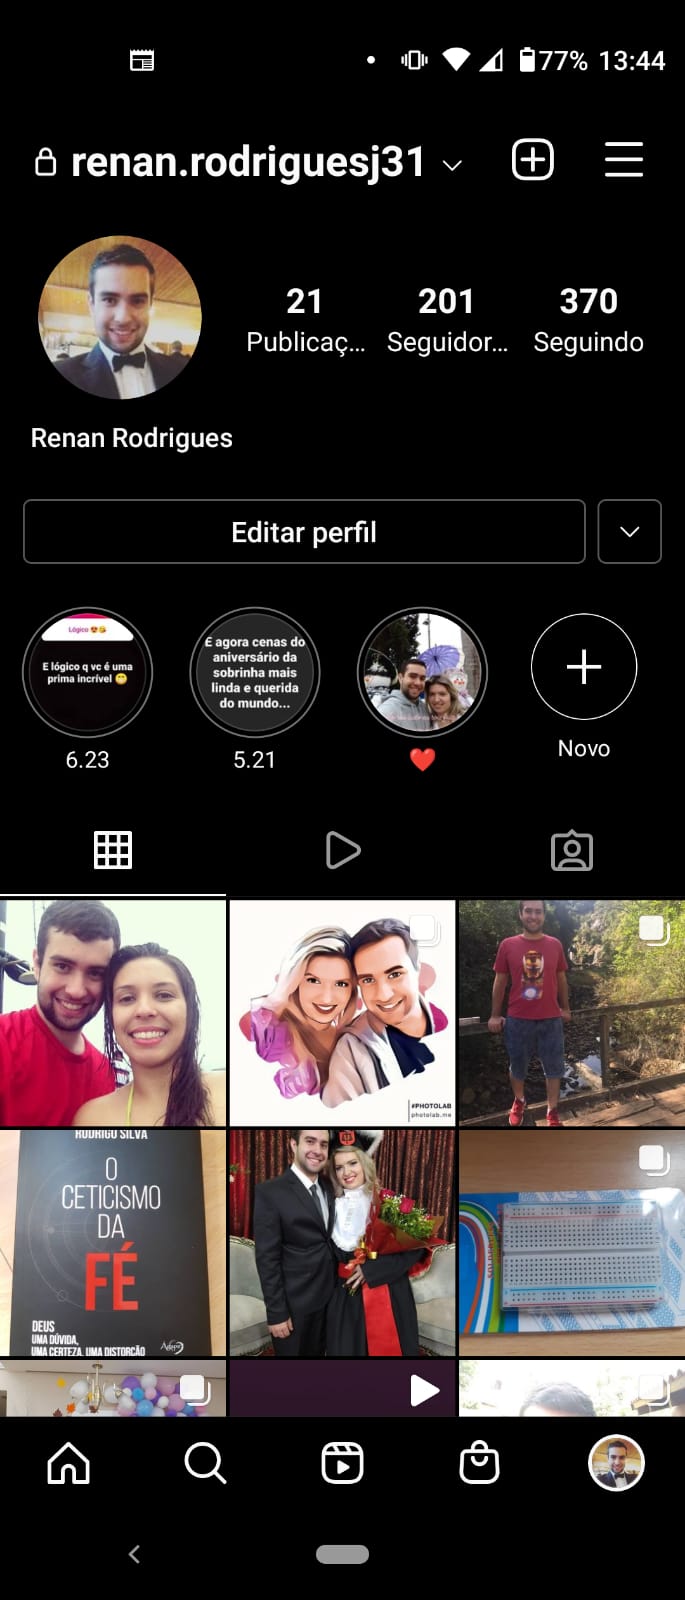 77% 13:44
renan.rodriguesj31
21 201 370
Publicaç... Seguidor... Seguindo
Renan Rodrigues
Editar perfil
Lógico 😍😘
E lógico q vc é uma
prima incrível 😁
E agora cenas do
aniversário da
sobrinha mais
linda e querida
do mundo...
6.23 5.21 ❤️ Novo
#PHOTOLAB
photolab.me
RODRIGO SILVA
O
CETICISMO
DA
FÉ
DEUS
UMA DÚVIDA,
UMA CERTEZA, UMA DISTORÇÃO